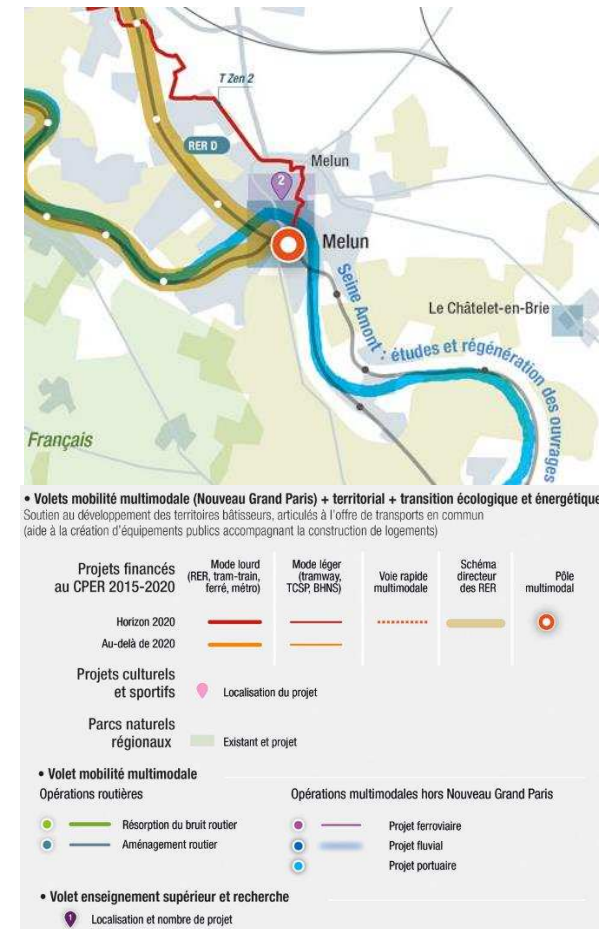 T Zen 2
RER D
Melun
2
Melun
Seine Amont : études et régénération des ouvrages
Le Châtelet-en-Brie
Français
• Volets mobilité multimodale (Nouveau Grand Paris) + territorial + transition écologique et énergétique
Soutien au développement des territoires bâtisseurs, articulés à l'offre de transports en commun
(aide à la création d'équipements publics accompagnant la construction de logements)
Projets financés
au CPER 2015-2020
Mode lourd
(RER, tram-train,
ferré, métro)
Mode léger
(tramway,
TCSP, BHNS)
Voie rapide
multimodale
Schéma
directeur
des RER
Pôle
multimodal
Horizon 2020
Au-delà de 2020
Projets culturels
et sportifs
Localisation du projet
Parcs naturels
régionaux
Existant et projet
• Volet mobilité multimodale
Opérations routières
Opérations multimodales hors Nouveau Grand Paris
Résorption du bruit routier
Projet ferroviaire
Aménagement routier
Projet fluvial
Projet portuaire
• Volet enseignement supérieur et recherche
1
Localisation et nombre de projet